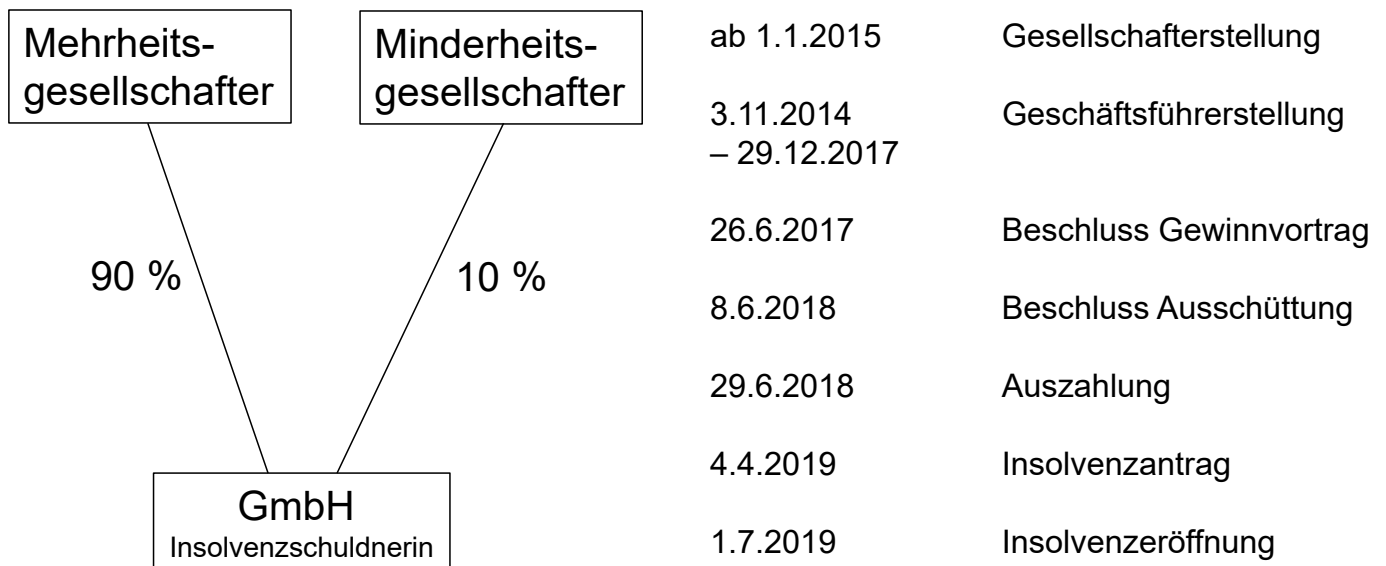 Mehrheits-
gesellschafter
Minderheits-
gesellschafter
90 %
10 %
GmbH
Insolvenzschuldnerin
ab 1.1.2015 Gesellschafterstellung
3.11.2014 Geschäftsführerstellung
– 29.12.2017
26.6.2017 Beschluss Gewinnvortrag
8.6.2018 Beschluss Ausschüttung
29.6.2018 Auszahlung
4.4.2019 Insolvenzantrag
1.7.2019 Insolvenzeröffnung